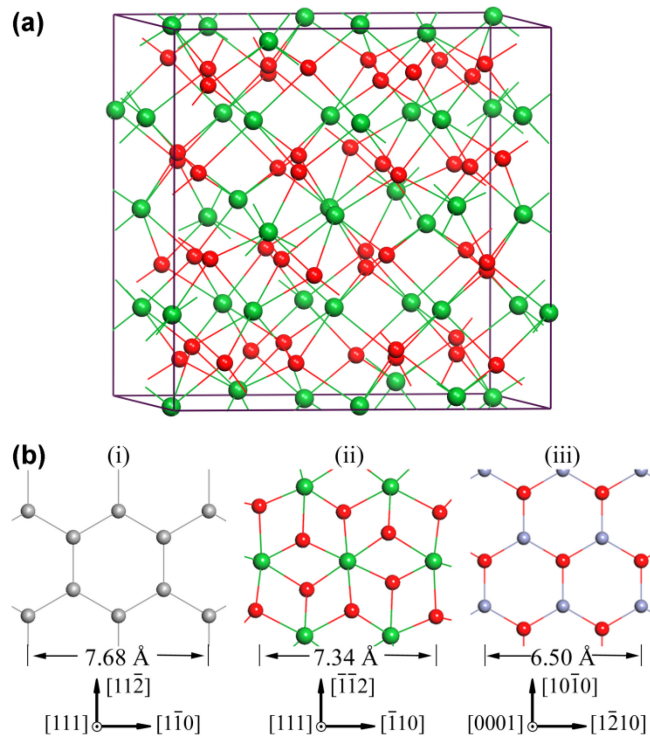 (a)
(b) (i) (ii) (iii)
7.68 Å 7.34 Å 6.50 Å
[112̄] [1̄1̄2] [101̄0]
[111] [11̄0] [111] [1̄10] [0001] [12̄10]